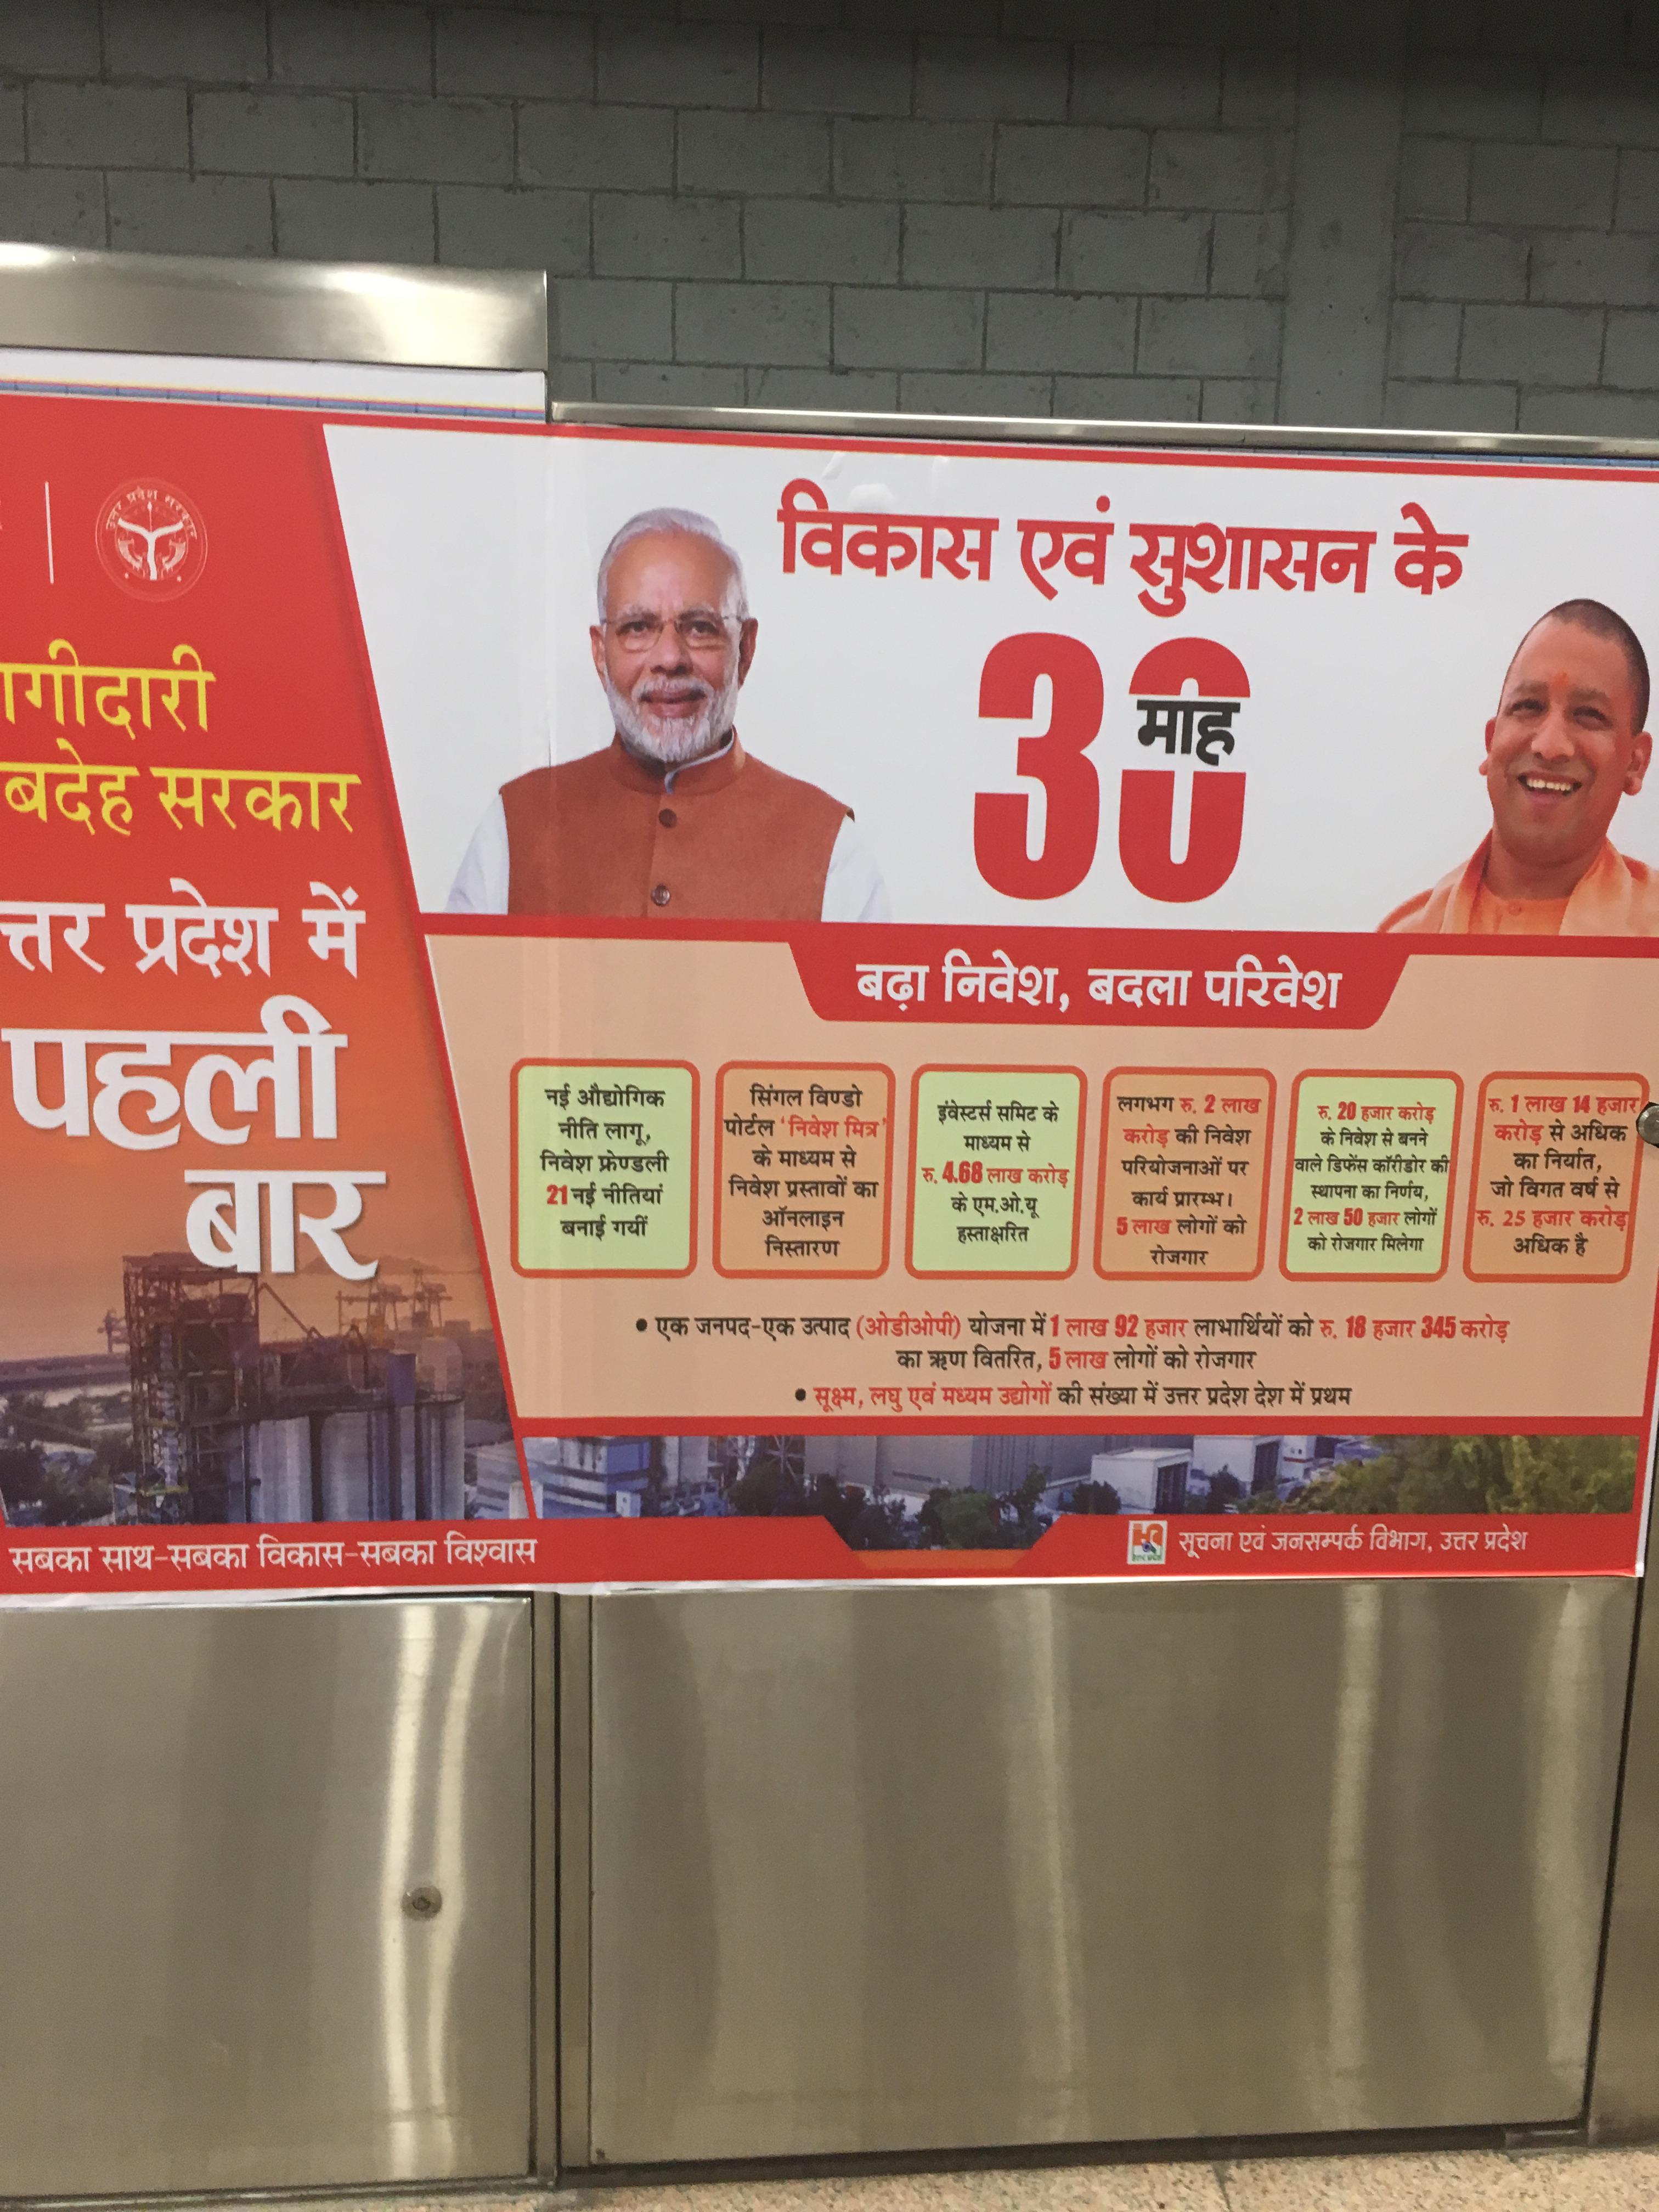 उत्तर प्रदेश सरकार
बदेह सरकार
प्रदेश में
पहली
बार
विकास एवं सुशासन के
30
माह
बढ़ा निवेश, बदला परिवेश
नई औद्योगिक
नीति लागू,
निवेश फ्रेण्डली
21 नई नीतियां
बनाई गयीं
सिंगल विण्डो
पोर्टल 'निवेश मित्र'
के माध्यम से
निवेश प्रस्तावों का
ऑनलाइन
निस्तारण
इंवेस्टर्स समिट के
माध्यम से
रु. 4.68 लाख करोड़
के एम.ओ.यू
हस्ताक्षरित
लगभग रु. 2 लाख
करोड़ की निवेश
परियोजनाओं पर
कार्य प्रारम्भ।
5 लाख लोगों को
रोजगार
रु. 20 हजार करोड़
के निवेश से बनने
वाले डिफेंस कॉरीडोर की
स्थापना का निर्णय,
2 लाख 50 हजार लोगों
को रोजगार मिलेगा
रु. 1 लाख 14 हजार
करोड़ से अधिक
का निर्यात,
जो विगत वर्ष से
रु. 25 हजार करोड़
अधिक है
• एक जनपद-एक उत्पाद (ओडीओपी) योजना में 1 लाख 92 हजार लाभार्थियों को रु. 18 हजार 345 करोड़
का ऋण वितरित, 5 लाख लोगों को रोजगार
• सूक्ष्म, लघु एवं मध्यम उद्योगों की संख्या में उत्तर प्रदेश देश में प्रथम
सबका साथ-सबका विकास-सबका विश्वास
सूचना एवं जनसम्पर्क विभाग, उत्तर प्रदेश